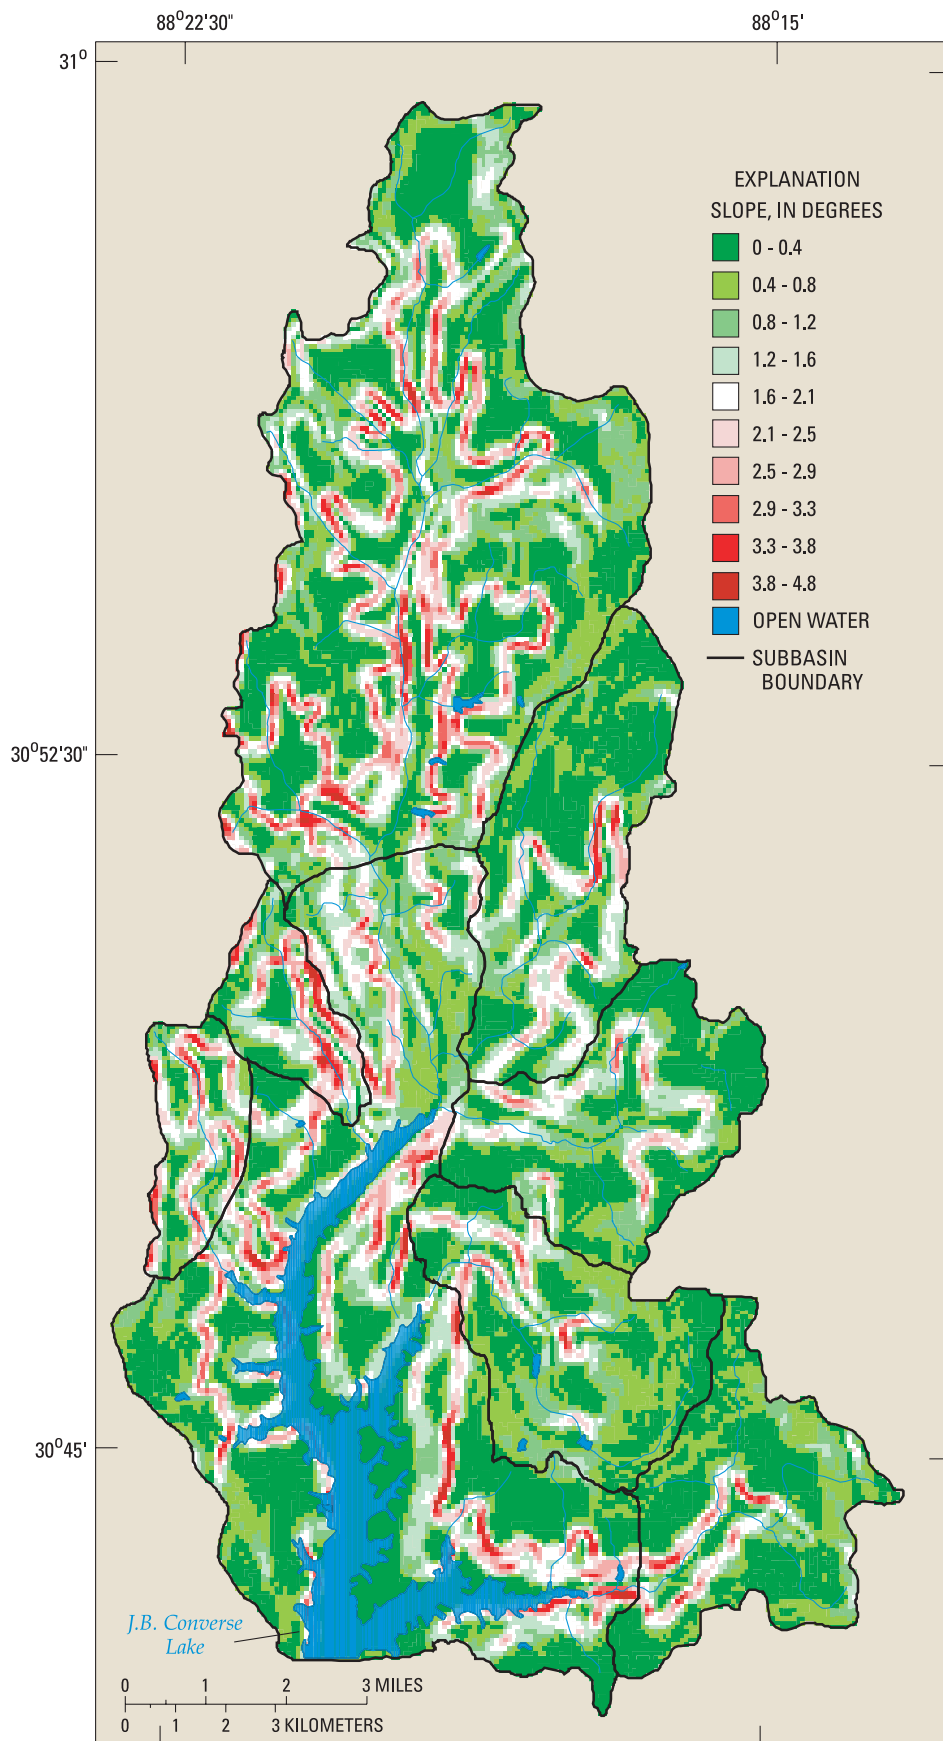 88°22'30"
88°15'
31°
EXPLANATION
SLOPE, IN DEGREES
0 - 0.4
0.4 - 0.8
0.8 - 1.2
1.2 - 1.6
1.6 - 2.1
2.1 - 2.5
2.5 - 2.9
2.9 - 3.3
3.3 - 3.8
3.8 - 4.8
OPEN WATER
SUBBASIN
BOUNDARY
30°52'30"
30°45'
J.B. Converse
Lake
0 1 2 3 MILES
0 1 2 3 KILOMETERS